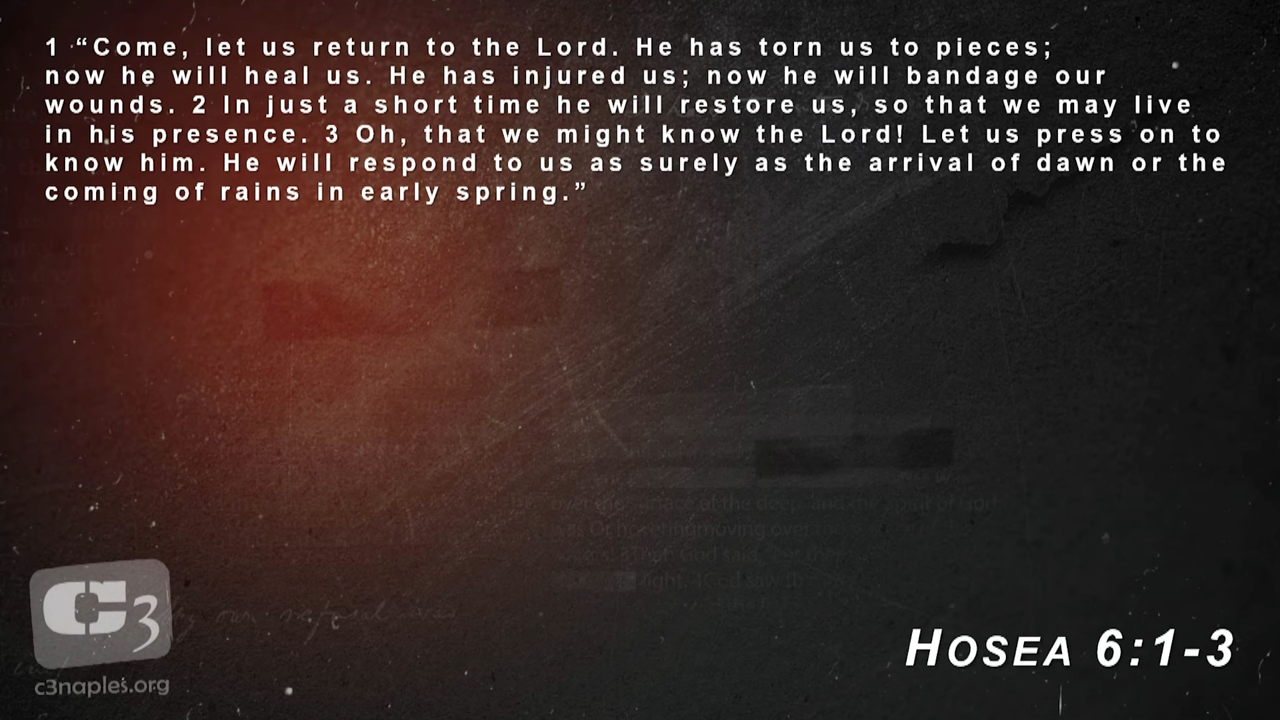 1 “Come, let us return to the Lord. He has torn us to pieces;
now he will heal us. He has injured us; now he will bandage our
wounds. 2 In just a short time he will restore us, so that we may live
in his presence. 3 Oh, that we might know the Lord! Let us press on to
know him. He will respond to us as surely as the arrival of dawn or the
coming of rains in early spring.”
C3
c3naples.org
HOSEA 6:1-3